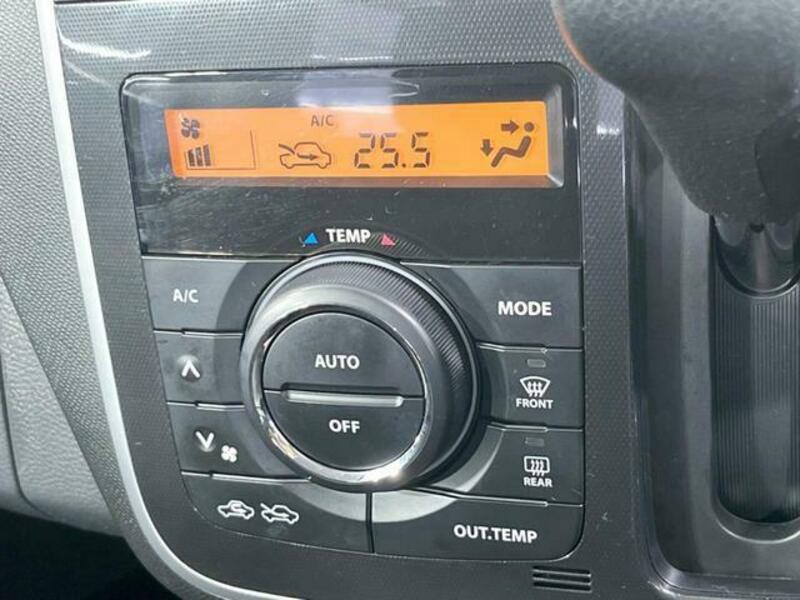 A/C
25.5
TEMP
A/C
MODE
AUTO
OFF
FRONT
REAR
OUT.TEMP